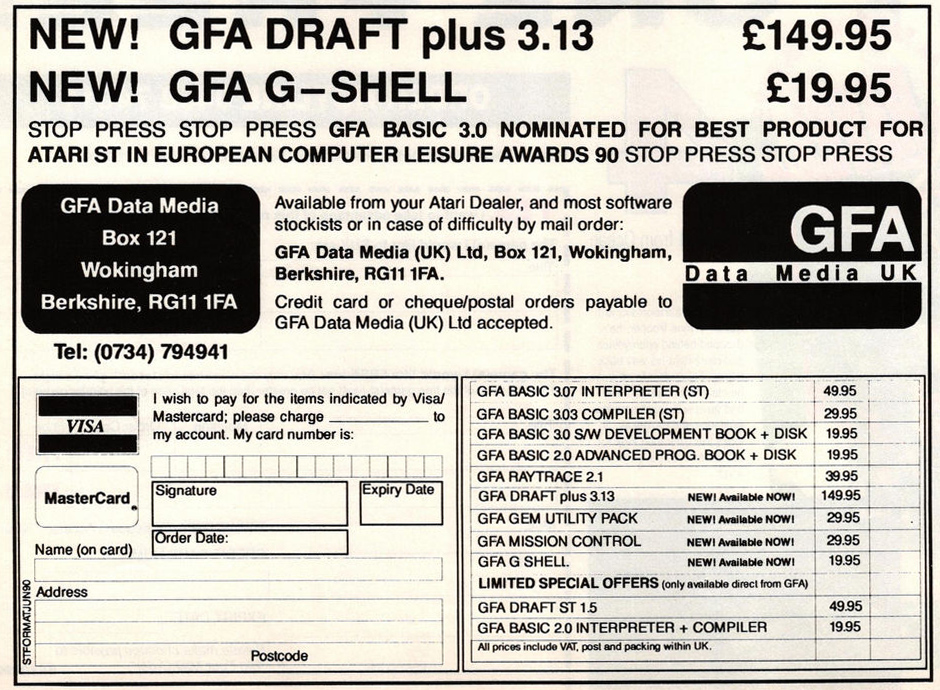 NEW! GFA DRAFT plus 3.13 £149.95
NEW! GFA G-SHELL £19.95
STOP PRESS STOP PRESS GFA BASIC 3.0 NOMINATED FOR BEST PRODUCT FOR
ATARI ST IN EUROPEAN COMPUTER LEISURE AWARDS 90 STOP PRESS STOP PRESS
GFA Data Media
Box 121
Wokingham
Berkshire, RG11 1FA
Tel: (0734) 794941
Available from your Atari Dealer, and most software
stockists or in case of difficulty by mail order:
GFA Data Media (UK) Ltd, Box 121, Wokingham,
Berkshire, RG11 1FA.
Credit card or cheque/postal orders payable to
GFA Data Media (UK) Ltd accepted.
GFA
Data Media UK
VISA
MasterCard
I wish to pay for the items indicated by Visa/
Mastercard; please charge ____________ to
my account. My card number is:
Signature
Expiry Date
Order Date:
Name (on card)
Address
Postcode
STFORMATJUN90
GFA BASIC 3.07 INTERPRETER (ST) 49.95
GFA BASIC 3.03 COMPILER (ST) 29.95
GFA BASIC 3.0 S/W DEVELOPMENT BOOK + DISK 19.95
GFA BASIC 2.0 ADVANCED PROG. BOOK + DISK 19.95
GFA RAYTRACE 2.1 39.95
GFA DRAFT plus 3.13 NEW! Available NOW! 149.95
GFA GEM UTILITY PACK NEW! Available NOW! 29.95
GFA MISSION CONTROL NEW! Available NOW! 29.95
GFA G SHELL NEW! Available NOW! 19.95
LIMITED SPECIAL OFFERS (only available direct from GFA)
GFA DRAFT ST 1.5 49.95
GFA BASIC 2.0 INTERPRETER + COMPILER 19.95
All prices include VAT, post and packing within UK.